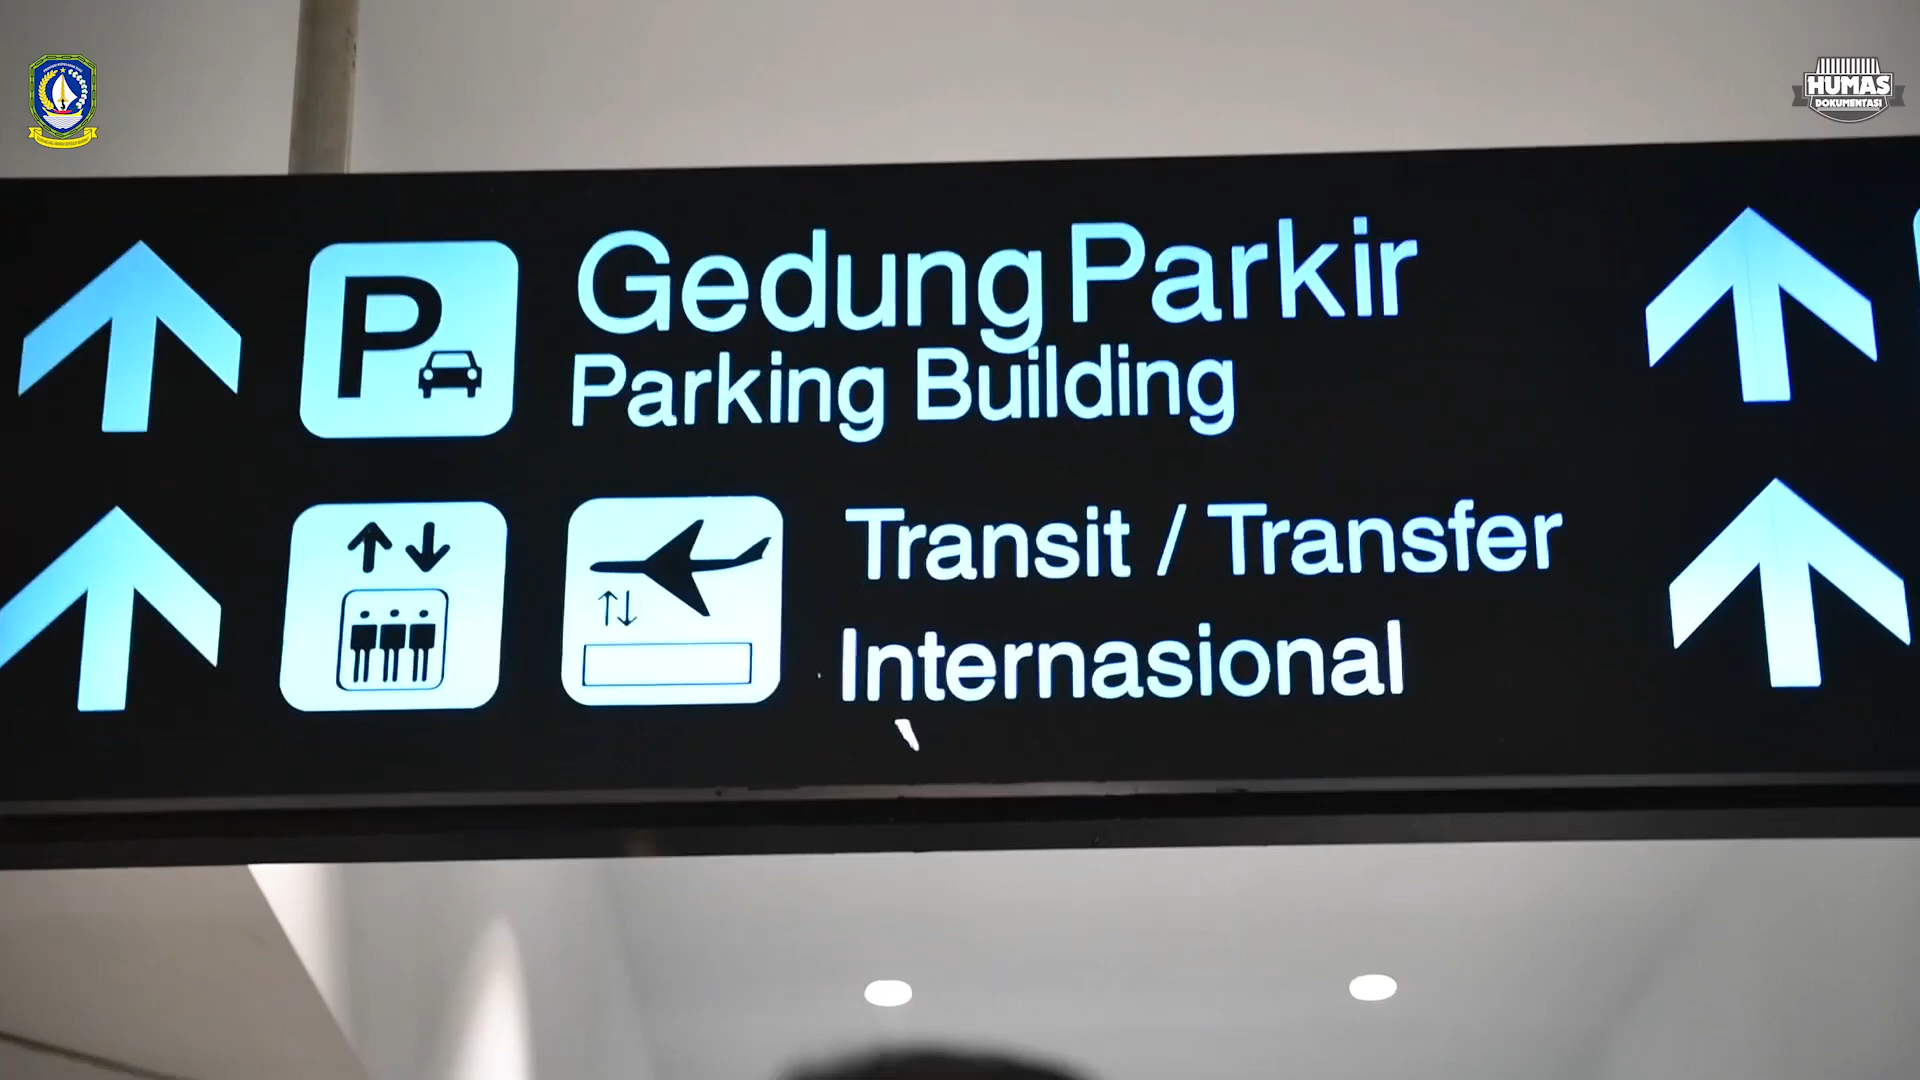 HUMAS
DOKUMENTASI
P
Gedung Parkir
Parking Building
Transit / Transfer
Internasional